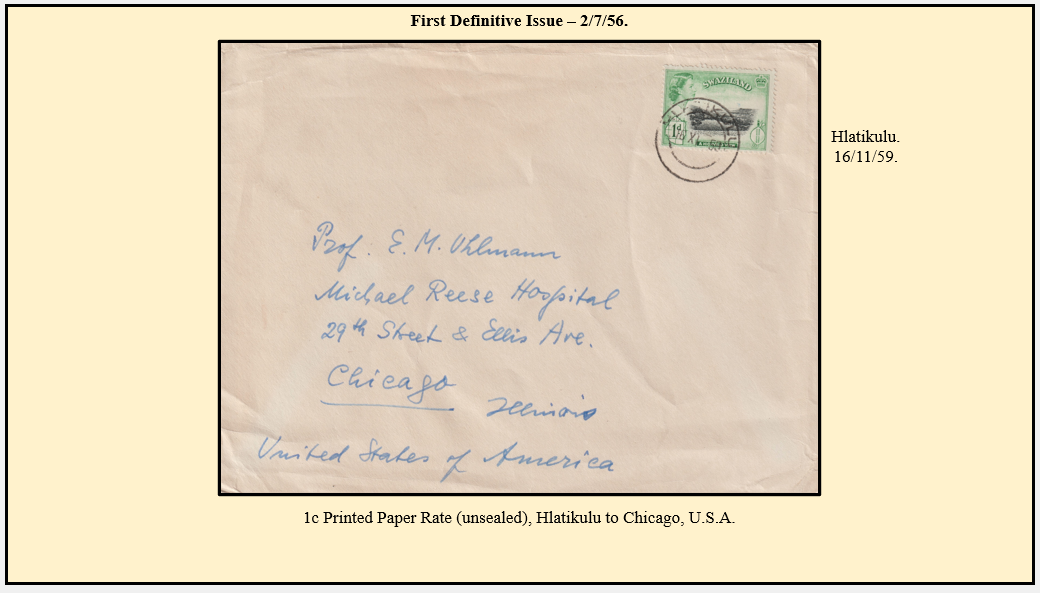 First Definitive Issue – 2/7/56.
SWAZILAND
HLATIKULU
Hlatikulu.
16/11/59.
Prof. E. M. Uhlmann
Michael Reese Hospital
29th Street & Ellis Ave.
Chicago
Illinois
United States of America
1c Printed Paper Rate (unsealed), Hlatikulu to Chicago, U.S.A.